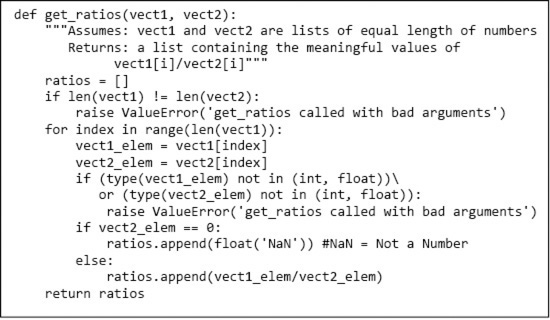 def get_ratios(vect1, vect2):
    """Assumes: vect1 and vect2 are lists of equal length of numbers
       Returns: a list containing the meaningful values of
             vect1[i]/vect2[i]"""
    ratios = []
    if len(vect1) != len(vect2):
        raise ValueError('get_ratios called with bad arguments')
    for index in range(len(vect1)):
        vect1_elem = vect1[index]
        vect2_elem = vect2[index]
        if (type(vect1_elem) not in (int, float))\
           or (type(vect2_elem) not in (int, float)):
            raise ValueError('get_ratios called with bad arguments')
        if vect2_elem == 0:
            ratios.append(float('NaN')) #NaN = Not a Number
        else:
            ratios.append(vect1_elem/vect2_elem)
    return ratios